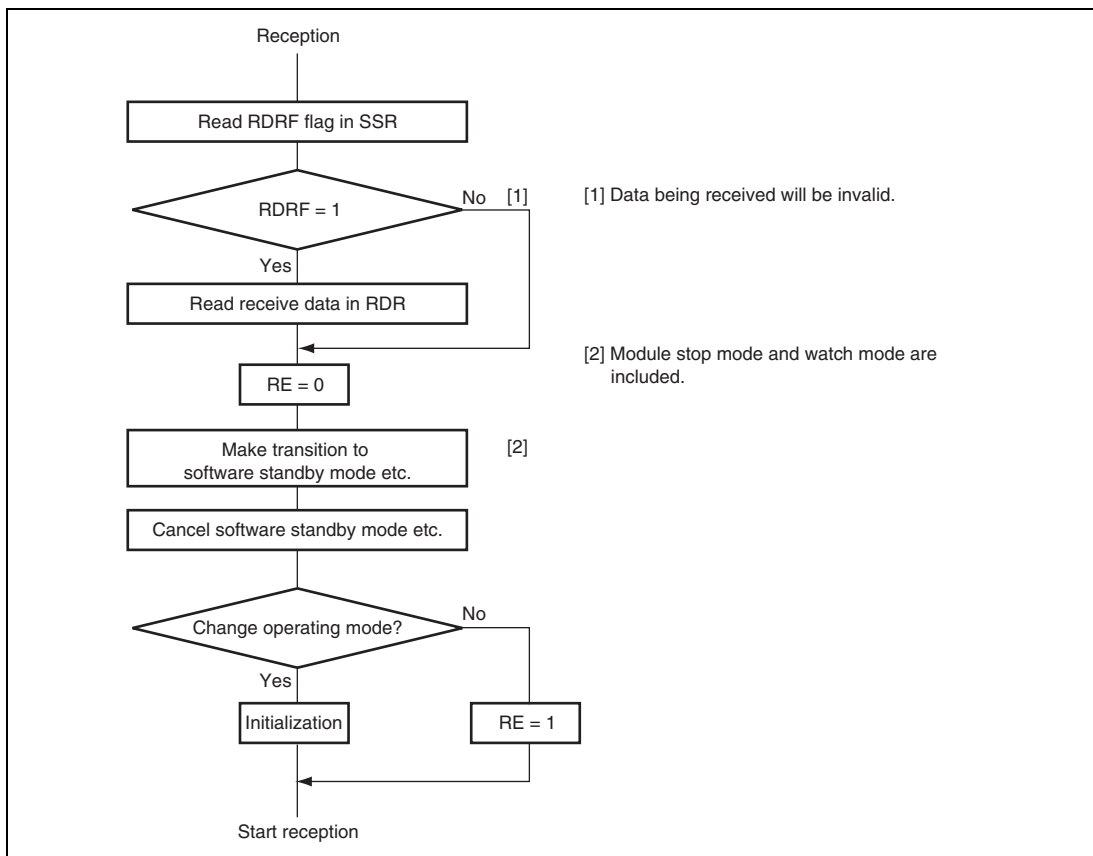 Reception
Read RDRF flag in SSR
RDRF = 1
No [1]
[1] Data being received will be invalid.
Yes
Read receive data in RDR
[2] Module stop mode and watch mode are
included.
RE = 0
Make transition to
software standby mode etc.
[2]
Cancel software standby mode etc.
Change operating mode?
No
Yes
Initialization
RE = 1
Start reception